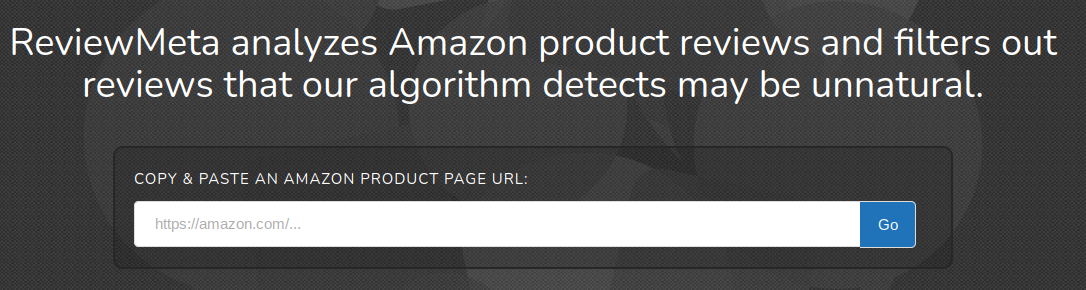 ReviewMeta analyzes Amazon product reviews and filters out
reviews that our algorithm detects may be unnatural.
COPY & PASTE AN AMAZON PRODUCT PAGE URL:
https://amazon.com/...
Go